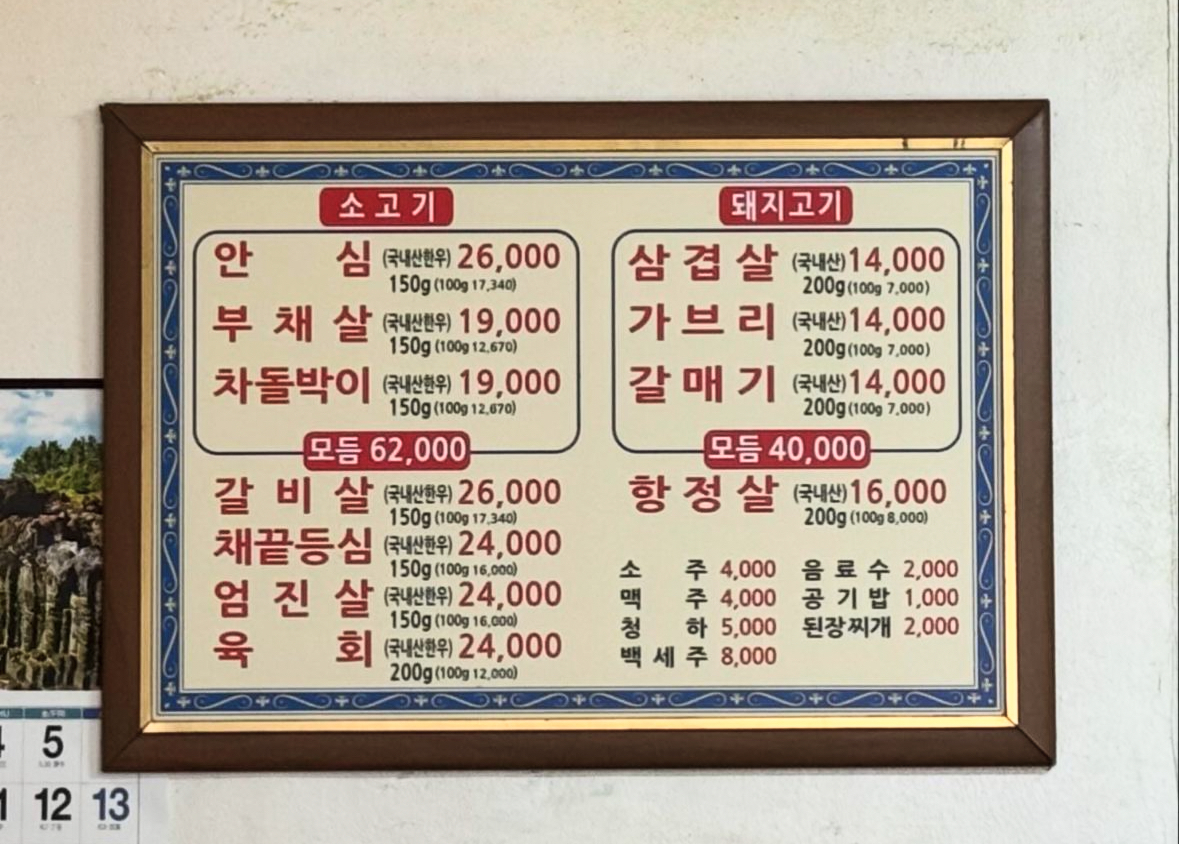 소고기
안심 (국내산한우) 26,000
150g (100g 17,340)
부채살 (국내산한우) 19,000
150g (100g 12,670)
차돌박이 (국내산한우) 19,000
150g (100g 12,670)
모듬 62,000
갈비살 (국내산한우) 26,000
150g (100g 17,340)
채끝등심 (국내산한우) 24,000
150g (100g 16,000)
엄진살 (국내산한우) 24,000
150g (100g 16,000)
육회 (국내산한우) 24,000
200g (100g 12,000)
돼지고기
삼겹살 (국내산) 14,000
200g (100g 7,000)
가브리 (국내산) 14,000
200g (100g 7,000)
갈매기 (국내산) 14,000
200g (100g 7,000)
모듬 40,000
항정살 (국내산) 16,000
200g (100g 8,000)
소주 4,000 음료수 2,000
맥주 4,000 공기밥 1,000
청하 5,000 된장찌개 2,000
백세주 8,000
5
12 13